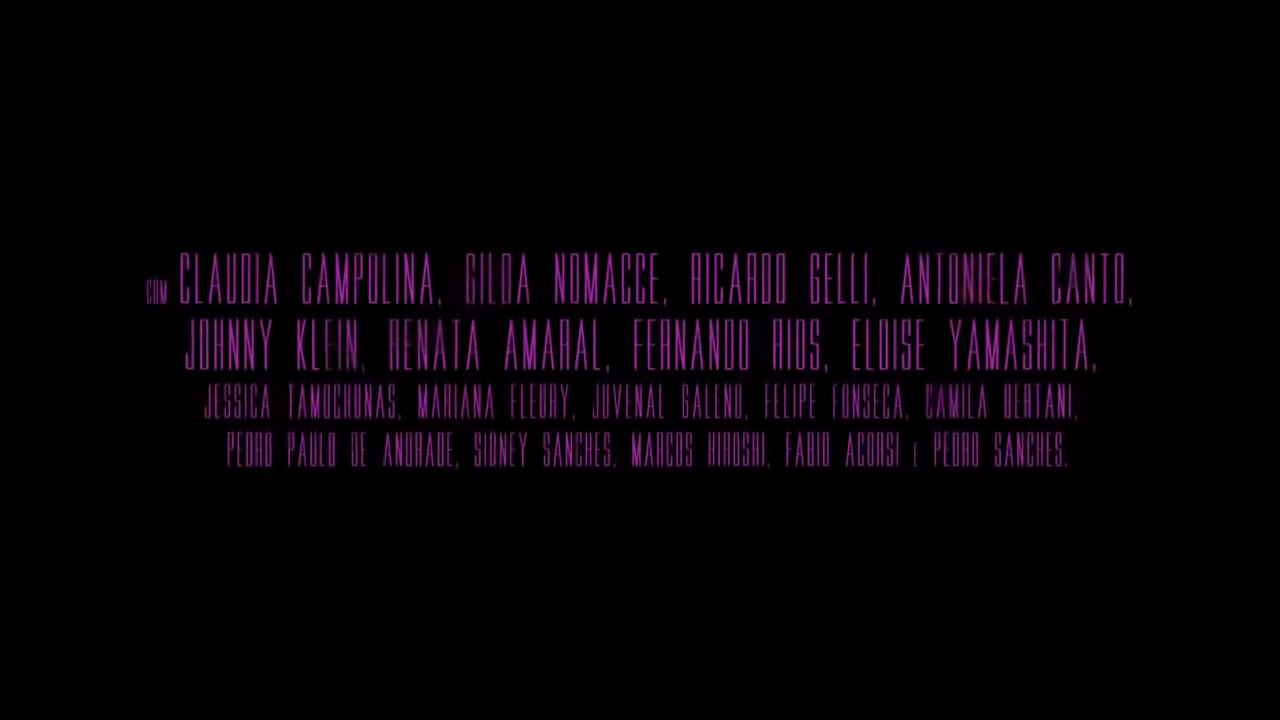 COM CLAUDIA CAMPOLINA, GILDA NOMACCE, RICARDO GELLI, ANTONIELA CANTO,
JOHNNY KLEIN, RENATA AMARAL, FERNANDO RIOS, ELOISE YAMASHITA,
JESSICA TAMOCHUNAS, MARIANA FLEURY, JUVENAL GALENO, FELIPE FONSECA, CAMILA BERTANI,
PEDRO PAULO DE ANDRADE, SIDNEY SANCHES, MARCOS HIROSHI, FABIO ACORSI E PEDRO SANCHES.